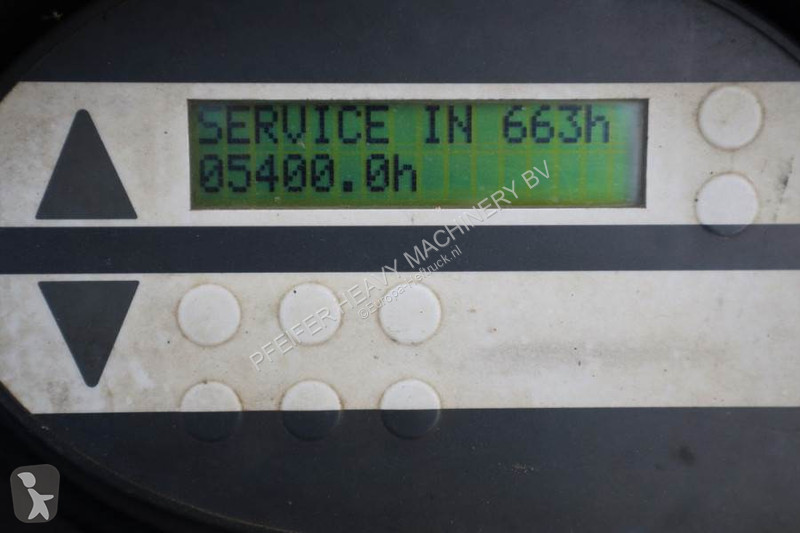 SERVICE IN 663h
05400.0h
PFEIFER HEAVY MACHINERY BV